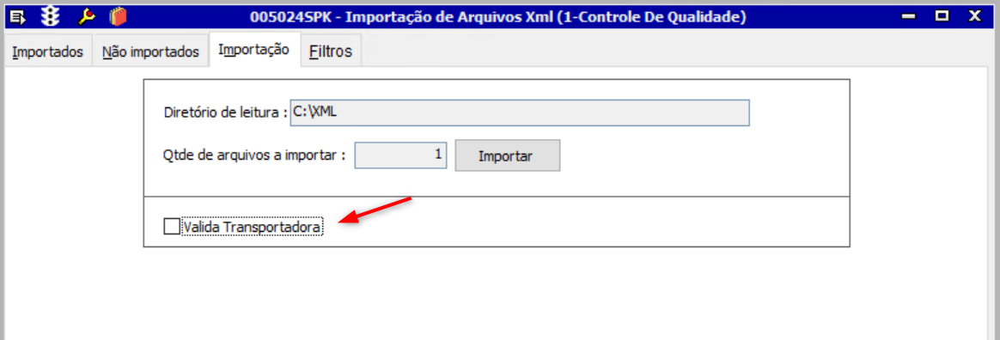 005024SPK - Importação de Arquivos Xml (1-Controle De Qualidade)
Importados Não importados Importação Filtros
Diretório de leitura : C:\XML
Qtde de arquivos a importar : 1 Importar
Valida Transportadora